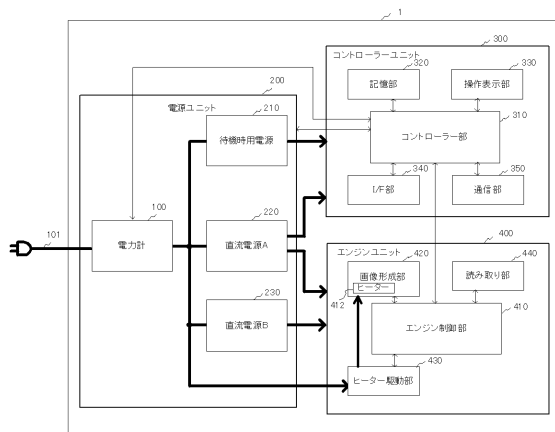 1
300
コントローラーユニット
320
330
記憶部
操作表示部
310
コントローラー部
340
350
I/F部
通信部
200
電源ユニット
210
待機時用電源
220
直流電源A
230
直流電源B
100
電力計
101
400
エンジンユニット
420
440
画像形成部
ヒーター
412
読み取り部
410
エンジン制御部
430
ヒーター駆動部